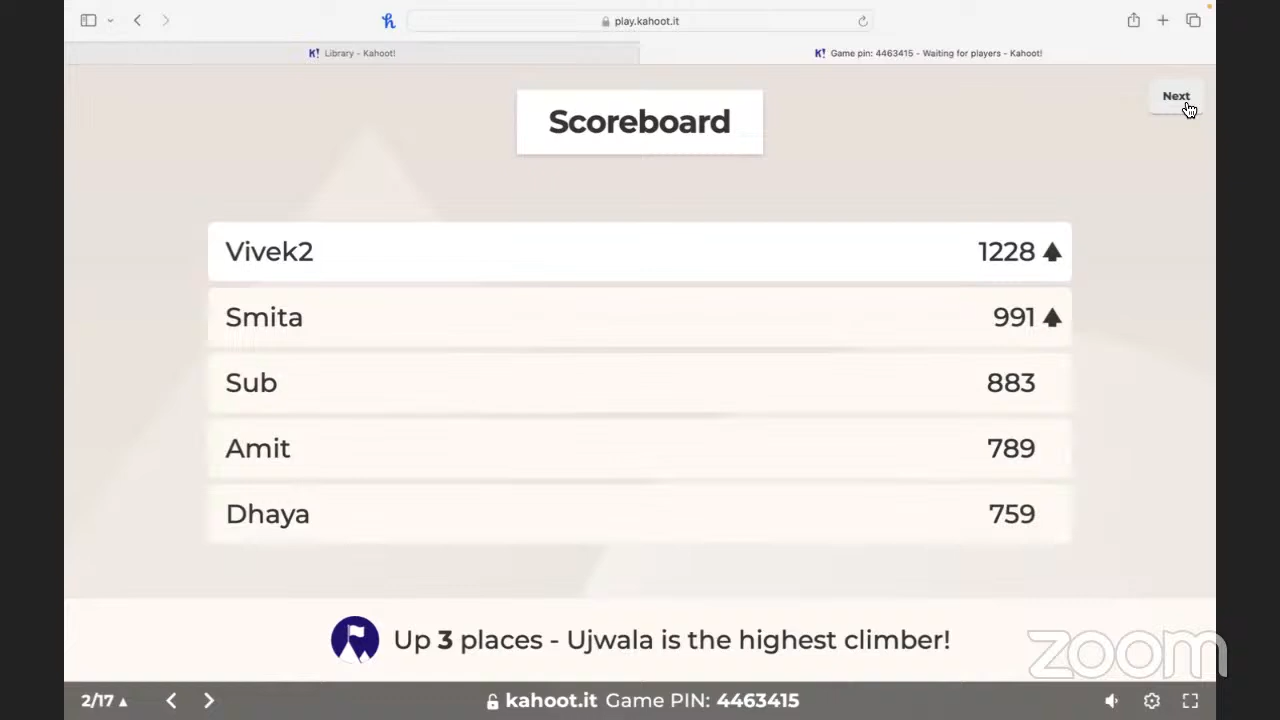 play.kahoot.it
K! Library - Kahoot!
K! Game pin: 4463415 - Waiting for players - Kahoot!
Next
Scoreboard
Vivek2 1228
Smita 991
Sub 883
Amit 789
Dhaya 759
Up 3 places - Ujwala is the highest climber!
zoom
2/17 kahoot.it Game PIN: 4463415